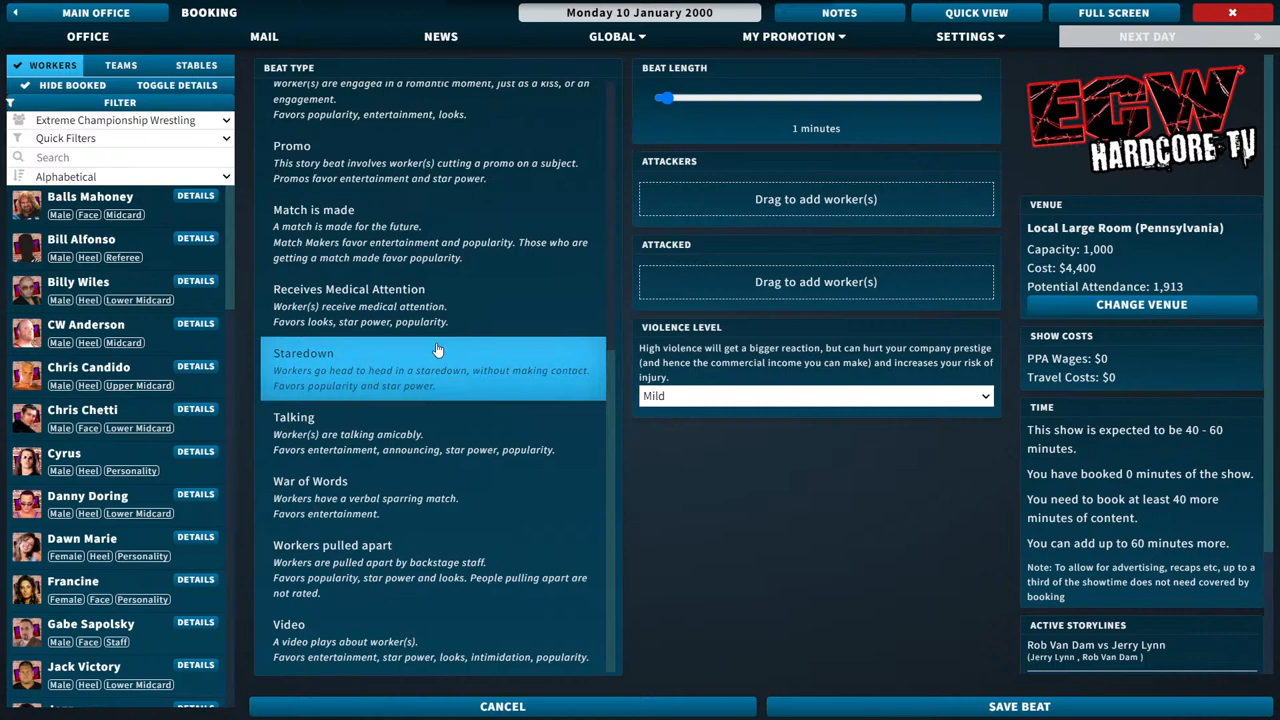 MAIN OFFICE
BOOKING
Monday 10 January 2000
NOTES
QUICK VIEW
FULL SCREEN
OFFICE
MAIL
NEWS
GLOBAL
MY PROMOTION
SETTINGS
NEXT DAY
WORKERS
TEAMS
STABLES
HIDE BOOKED
TOGGLE DETAILS
FILTER
Extreme Championship Wrestling
Quick Filters
Search
Alphabetical
Balls Mahoney
DETAILS
Male Face Midcard
Bill Alfonso
DETAILS
Male Heel Referee
Billy Wiles
DETAILS
Male Heel Lower Midcard
CW Anderson
DETAILS
Male Heel Midcard
Chris Candido
DETAILS
Male Heel Upper Midcard
Chris Chetti
DETAILS
Male Face Lower Midcard
Cyrus
DETAILS
Male Heel Personality
Danny Doring
DETAILS
Male Heel Lower Midcard
Dawn Marie
DETAILS
Female Heel Personality
Francine
DETAILS
Female Face Personality
Gabe Sapolsky
DETAILS
Male Face Staff
Jack Victory
DETAILS
Male Heel Lower Midcard
BEAT TYPE
Worker(s) are engaged in a romantic moment, just as a kiss, or an
engagement.
Favors popularity, entertainment, looks.
Promo
This story beat involves worker(s) cutting a promo on a subject.
Promos favor entertainment and star power.
Match is made
A match is made for the future.
Match Makers favor entertainment and popularity. Those who are
getting a match made favor popularity.
Receives Medical Attention
Worker(s) receive medical attention.
Favors looks, star power, popularity.
Staredown
Workers go head to head in a staredown, without making contact.
Favors popularity and star power.
Talking
Worker(s) are talking amicably.
Favors entertainment, announcing, star power, popularity.
War of Words
Workers have a verbal sparring match.
Favors entertainment.
Workers pulled apart
Workers are pulled apart by backstage staff.
Favors popularity, star power and looks. People pulling apart are
not rated.
Video
A video plays about worker(s).
Favors entertainment, star power, looks, intimidation, popularity.
BEAT LENGTH
1 minutes
ATTACKERS
Drag to add worker(s)
ATTACKED
Drag to add worker(s)
VIOLENCE LEVEL
High violence will get a bigger reaction, but can hurt your company prestige
(and hence the commercial income you can make) and increases your risk of
injury.
Mild
ECW
HARDCORE TV
VENUE
Local Large Room (Pennsylvania)
Capacity: 1,000
Cost: $4,400
Potential Attendance: 1,913
CHANGE VENUE
SHOW COSTS
PPA Wages: $0
Travel Costs: $0
TIME
This show is expected to be 40 - 60
minutes.
You have booked 0 minutes of the show.
You need to book at least 40 more
minutes of content.
You can add up to 60 minutes more.
Note: To allow for advertising, recaps etc, up to a
third of the showtime does not need covered by
booking
ACTIVE STORYLINES
Rob Van Dam vs Jerry Lynn
(Jerry Lynn , Rob Van Dam )
CANCEL
SAVE BEAT